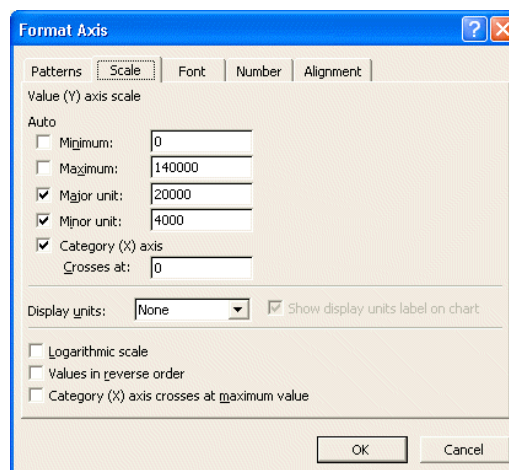 Format Axis
Patterns Scale Font Number Alignment
Value (Y) axis scale
Auto
Minimum: 0
Maximum: 140000
Major unit: 20000
Minor unit: 4000
Category (X) axis
Crosses at: 0
Display units: None Show display units label on chart
Logarithmic scale
Values in reverse order
Category (X) axis crosses at maximum value
OK Cancel